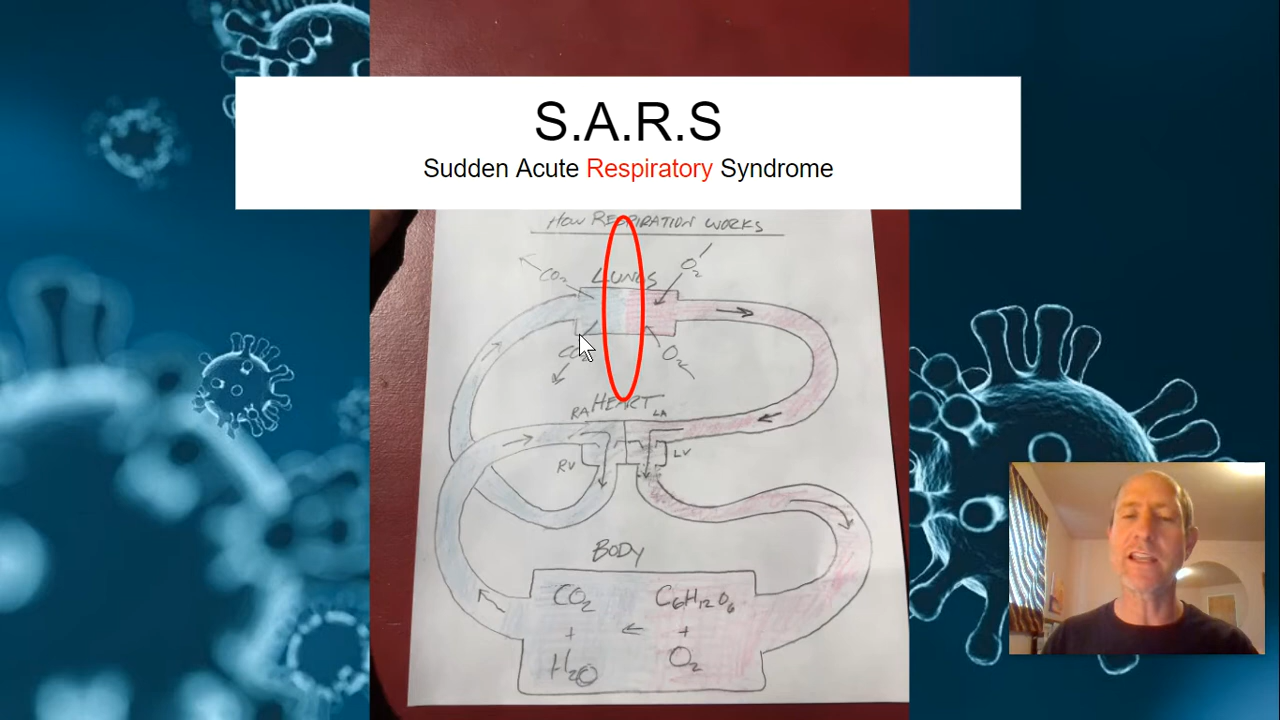 S.A.R.S
Sudden Acute Respiratory Syndrome
HOW RESPIRATION WORKS
CO₂ LUNGS O₂
CO₂ O₂
RA HEART LA
RV LV
BODY
CO₂ C₆H₁₂O₆
+ ← +
H₂O O₂